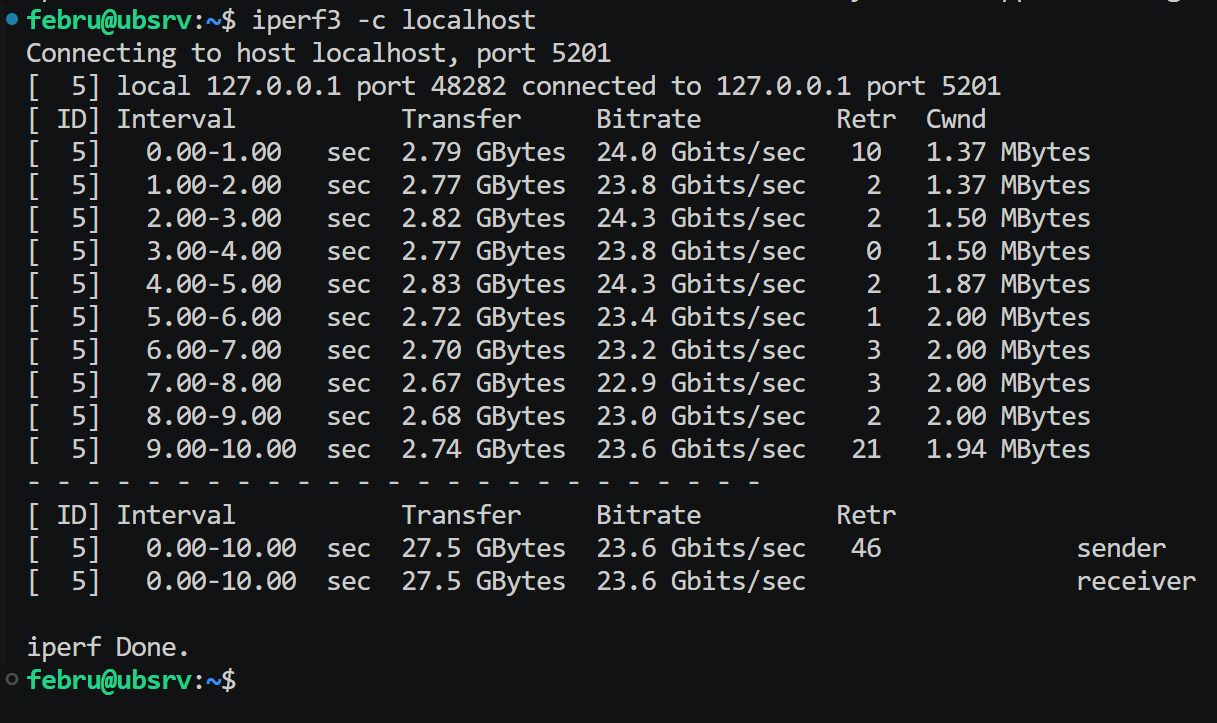 febru@ubsrv:~$ iperf3 -c localhost
Connecting to host localhost, port 5201
[  5] local 127.0.0.1 port 48282 connected to 127.0.0.1 port 5201
[ ID] Interval           Transfer     Bitrate         Retr  Cwnd
[  5]   0.00-1.00   sec  2.79 GBytes  24.0 Gbits/sec   10   1.37 MBytes
[  5]   1.00-2.00   sec  2.77 GBytes  23.8 Gbits/sec    2   1.37 MBytes
[  5]   2.00-3.00   sec  2.82 GBytes  24.3 Gbits/sec    2   1.50 MBytes
[  5]   3.00-4.00   sec  2.77 GBytes  23.8 Gbits/sec    0   1.50 MBytes
[  5]   4.00-5.00   sec  2.83 GBytes  24.3 Gbits/sec    2   1.87 MBytes
[  5]   5.00-6.00   sec  2.72 GBytes  23.4 Gbits/sec    1   2.00 MBytes
[  5]   6.00-7.00   sec  2.70 GBytes  23.2 Gbits/sec    3   2.00 MBytes
[  5]   7.00-8.00   sec  2.67 GBytes  22.9 Gbits/sec    3   2.00 MBytes
[  5]   8.00-9.00   sec  2.68 GBytes  23.0 Gbits/sec    2   2.00 MBytes
[  5]   9.00-10.00  sec  2.74 GBytes  23.6 Gbits/sec   21   1.94 MBytes
- - - - - - - - - - - - - - - - - - - - - - - - -
[ ID] Interval           Transfer     Bitrate         Retr
[  5]   0.00-10.00  sec  27.5 GBytes  23.6 Gbits/sec   46            sender
[  5]   0.00-10.00  sec  27.5 GBytes  23.6 Gbits/sec                 receiver
iperf Done.
febru@ubsrv:~$